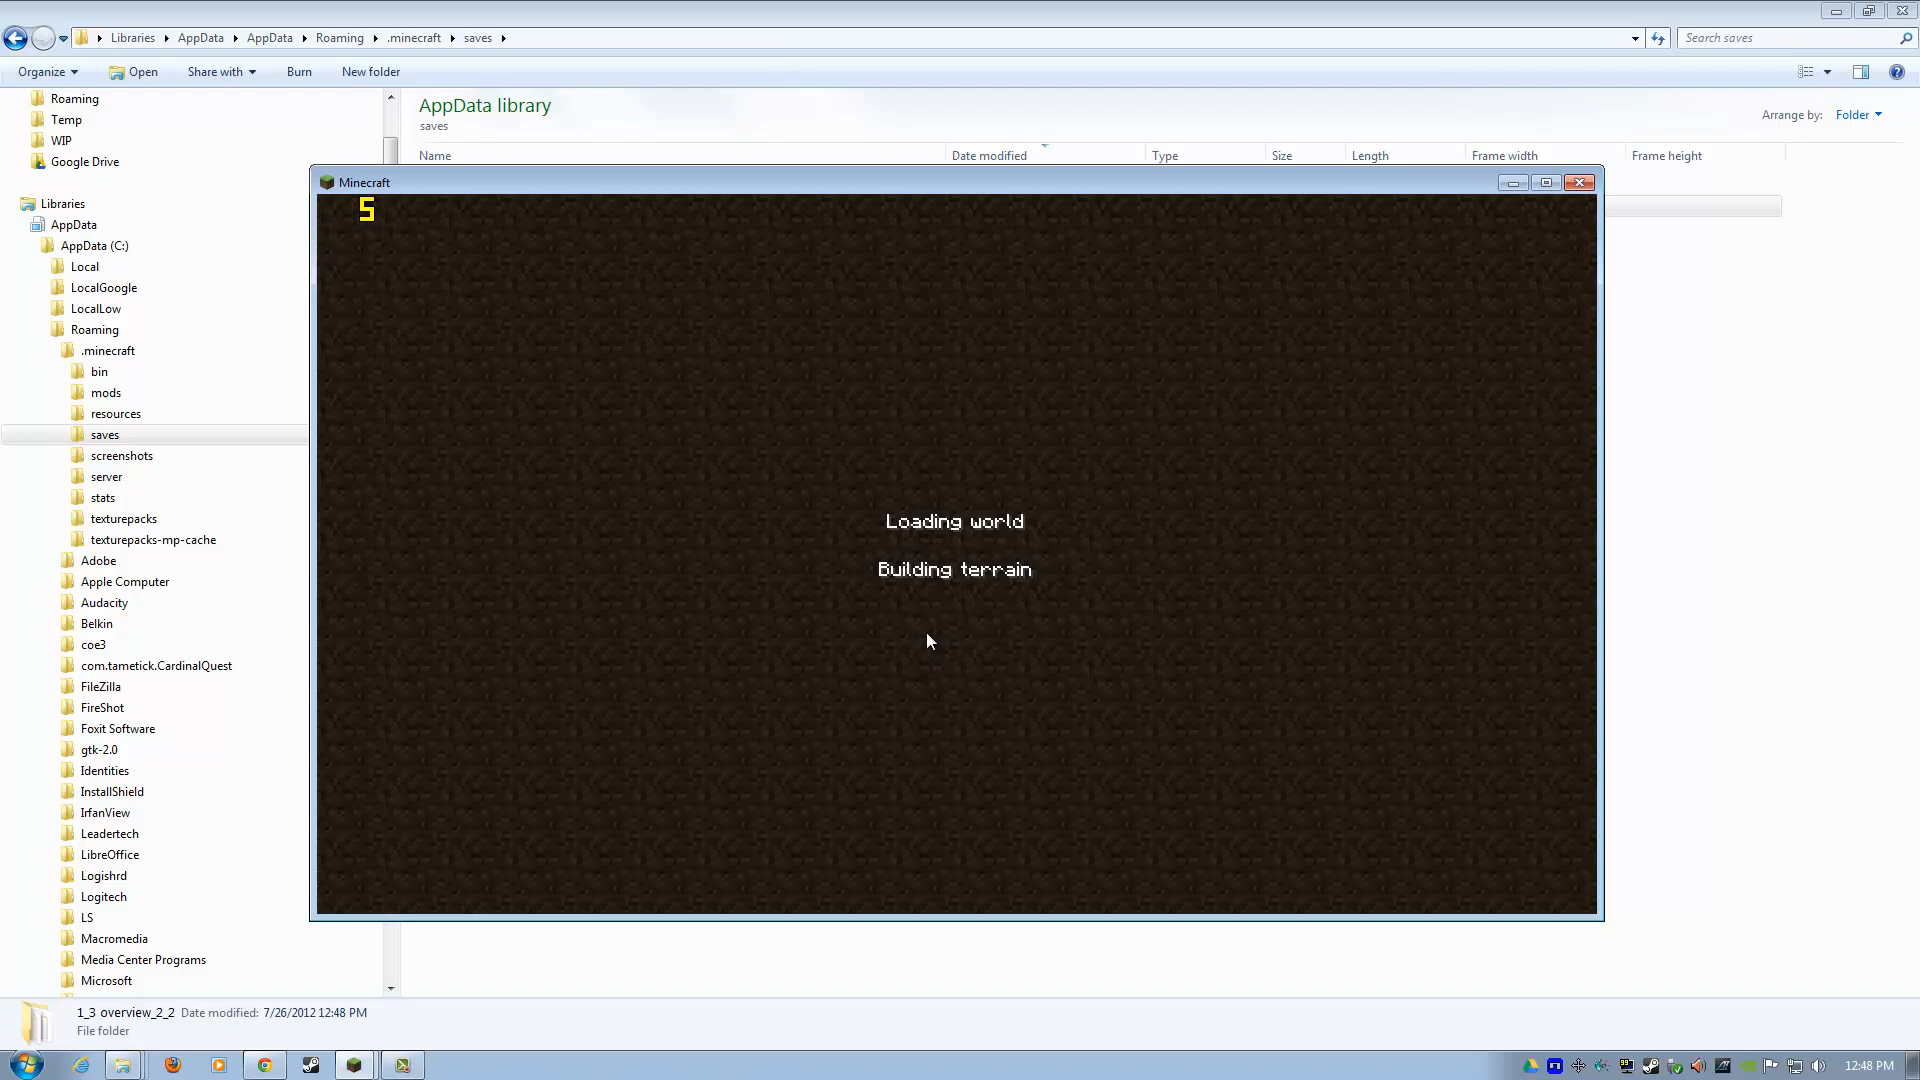 Libraries AppData AppData Roaming .minecraft saves
Search saves
Organize Open Share with Burn New folder
Roaming
Temp
WIP
Google Drive
Libraries
AppData
AppData (C:)
Local
LocalGoogle
LocalLow
Roaming
.minecraft
bin
mods
resources
saves
screenshots
server
stats
texturepacks
texturepacks-mp-cache
Adobe
Apple Computer
Audacity
Belkin
coe3
com.tametick.CardinalQuest
FileZilla
FireShot
Foxit Software
gtk-2.0
Identities
InstallShield
IrfanView
Leadertech
LibreOffice
Logishrd
Logitech
LS
Macromedia
Media Center Programs
Microsoft
AppData library
saves
Arrange by: Folder
Name Date modified Type Size Length Frame width Frame height
Minecraft
5
Loading world
Building terrain
1_3 overview_2_2 Date modified: 7/26/2012 12:48 PM
File folder
12:48 PM